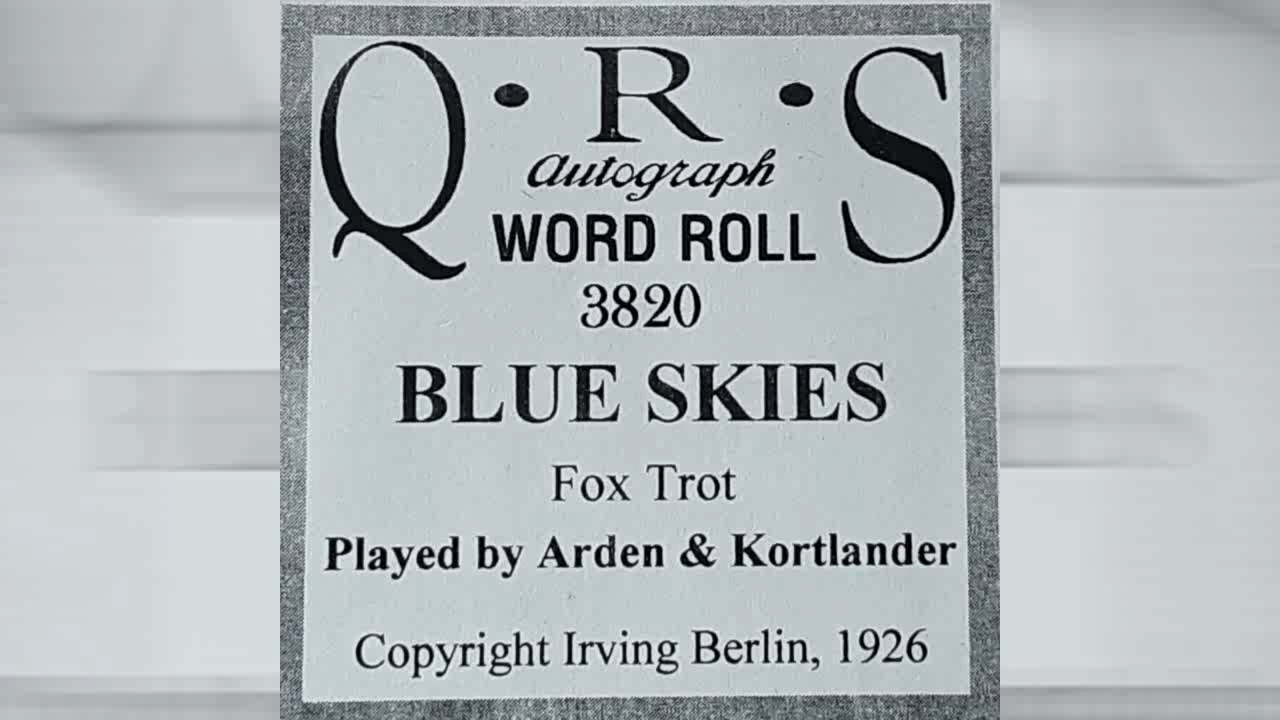 Q·R·S
autograph
WORD ROLL
3820
BLUE SKIES
Fox Trot
Played by Arden & Kortlander
Copyright Irving Berlin, 1926